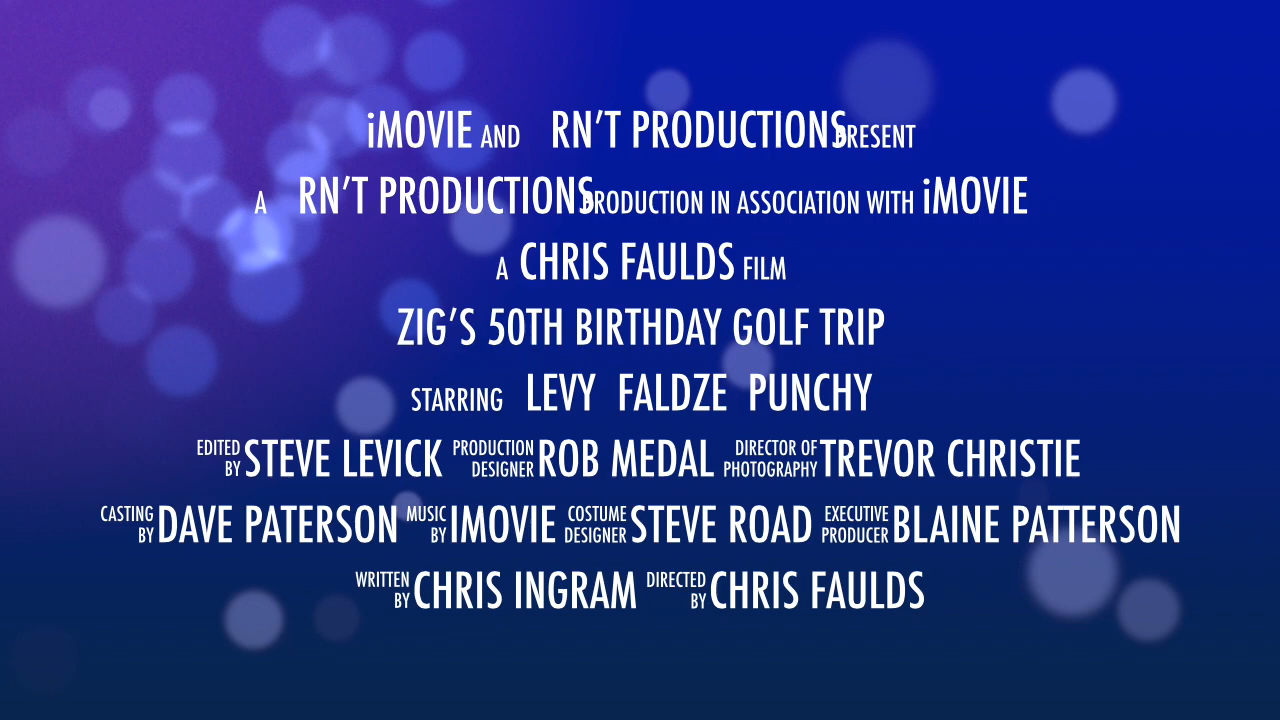 iMOVIE AND RN'T PRODUCTIONS PRESENT
A RN'T PRODUCTIONS PRODUCTION IN ASSOCIATION WITH iMOVIE
A CHRIS FAULDS FILM
ZIG'S 50TH BIRTHDAY GOLF TRIP
STARRING LEVY FALDZE PUNCHY
EDITED BY STEVE LEVICK PRODUCTION DESIGNER ROB MEDAL DIRECTOR OF PHOTOGRAPHY TREVOR CHRISTIE
CASTING BY DAVE PATERSON MUSIC BY IMOVIE COSTUME DESIGNER STEVE ROAD EXECUTIVE PRODUCER BLAINE PATTERSON
WRITTEN BY CHRIS INGRAM DIRECTED BY CHRIS FAULDS